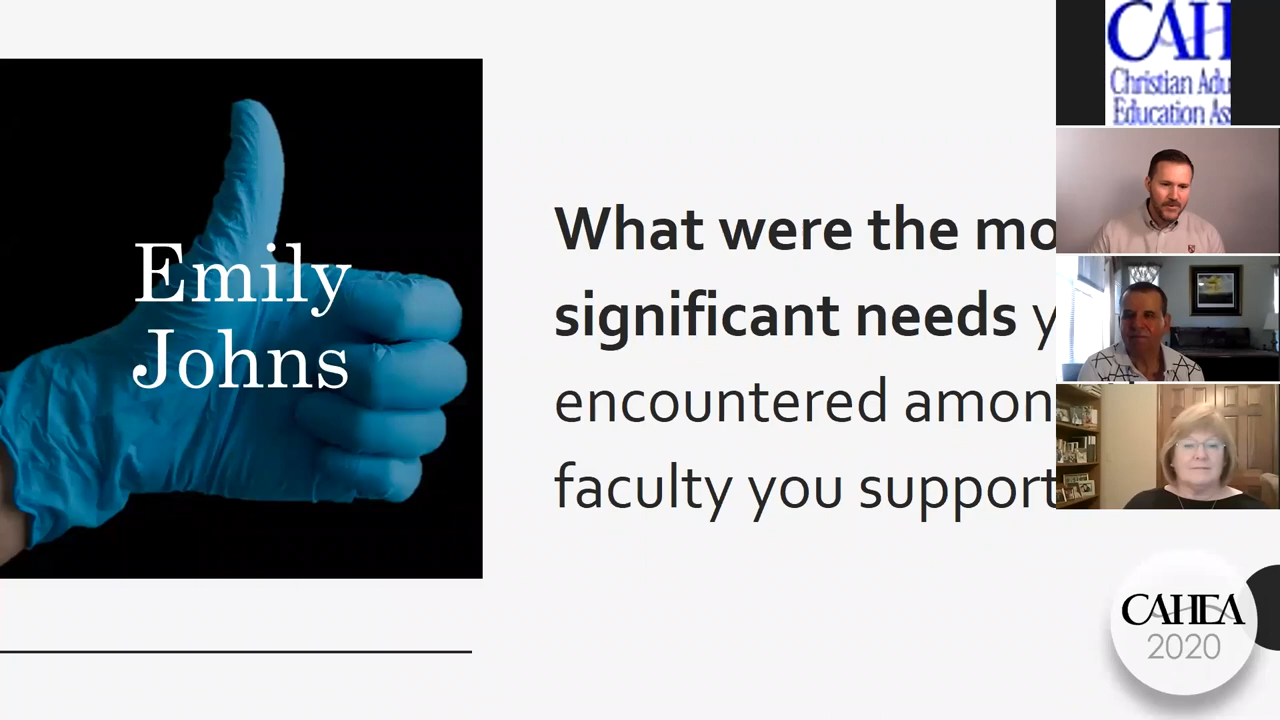 Emily
Johns
What were the mo
significant needs y
encountered amon
faculty you support
CAH
Christian Adu
Education As
CAHEA
2020